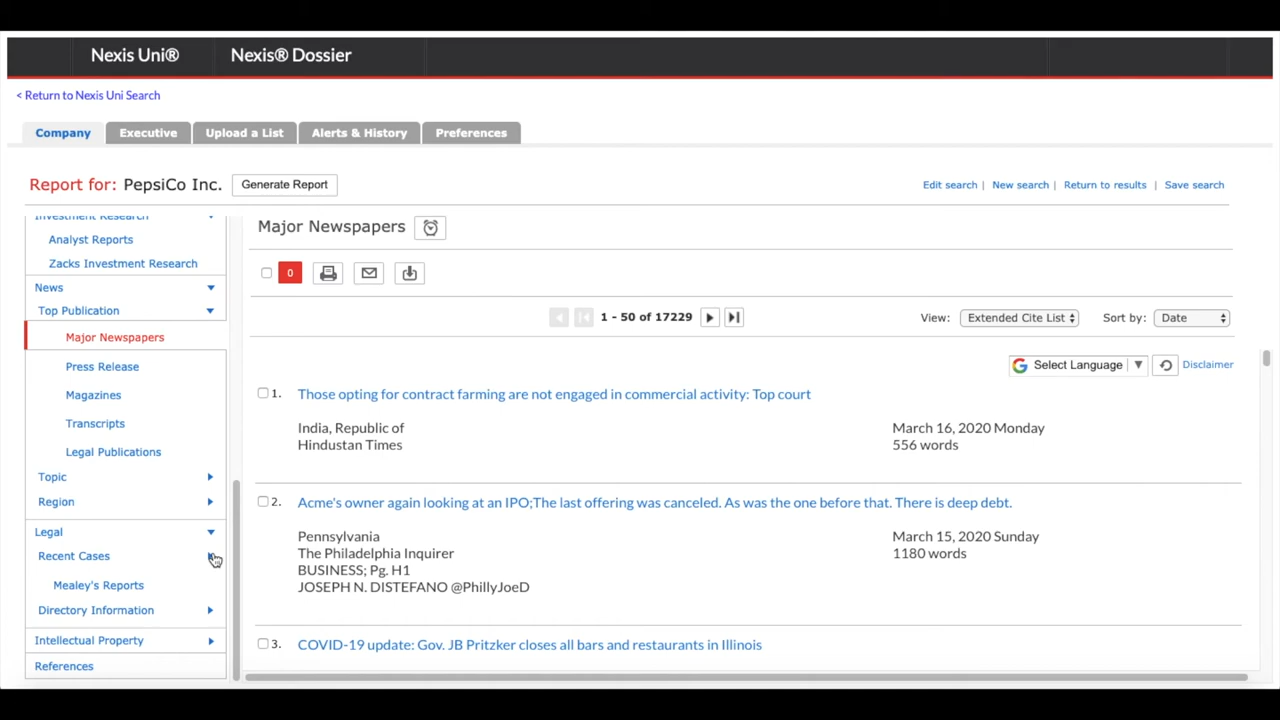 Nexis Uni® Nexis® Dossier
< Return to Nexis Uni Search
Company Executive Upload a List Alerts & History Preferences
Report for: PepsiCo Inc. Generate Report
Edit search | New search | Return to results | Save search
Investment Research
Analyst Reports
Zacks Investment Research
News
Top Publication
Major Newspapers
Press Release
Magazines
Transcripts
Legal Publications
Topic
Region
Legal
Recent Cases
Mealey's Reports
Directory Information
Intellectual Property
References
Major Newspapers
0
1 - 50 of 17229
View: Extended Cite List Sort by: Date
Select Language Disclaimer
1. Those opting for contract farming are not engaged in commercial activity: Top court
India, Republic of
Hindustan Times
March 16, 2020 Monday
556 words
2. Acme's owner again looking at an IPO;The last offering was canceled. As was the one before that. There is deep debt.
Pennsylvania
The Philadelphia Inquirer
BUSINESS; Pg. H1
JOSEPH N. DISTEFANO @PhillyJoeD
March 15, 2020 Sunday
1180 words
3. COVID-19 update: Gov. JB Pritzker closes all bars and restaurants in Illinois